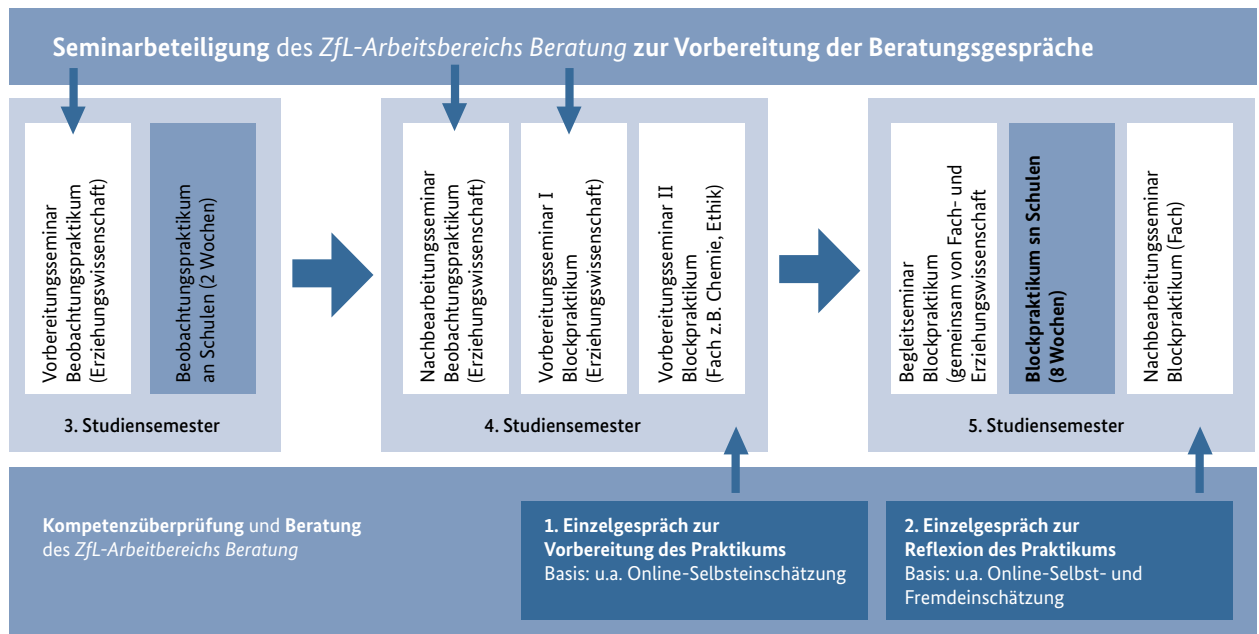 Seminarbeteiligung des ZfL-Arbeitsbereichs Beratung zur Vorbereitung der Beratungsgespräche
Vorbereitungsseminar
Beobachtungspraktikum
(Erziehungswissenschaft)
Beobachtungspraktikum
an Schulen (2 Wochen)
3. Studiensemester
Nachbearbeitungsseminar
Beobachtungspraktikum
(Erziehungswissenschaft)
Vorbereitungsseminar I
Blockpraktikum
(Erziehungswissenschaft)
Vorbereitungsseminar II
Blockpraktikum
(Fach z.B. Chemie, Ethik)
4. Studiensemester
Begleitseminar
Blockpraktikum
(gemeinsam von Fach- und
Erziehungswissenschaft
Blockpraktikum sn Schulen
(8 Wochen)
Nachbearbeitungsseminar
Blockpraktikum (Fach)
5. Studiensemester
Kompetenzüberprüfung und Beratung
des ZfL-Arbeitbereichs Beratung
1. Einzelgespräch zur
Vorbereitung des Praktikums
Basis: u.a. Online-Selbsteinschätzung
2. Einzelgespräch zur
Reflexion des Praktikums
Basis: u.a. Online-Selbst- und
Fremdeinschätzung